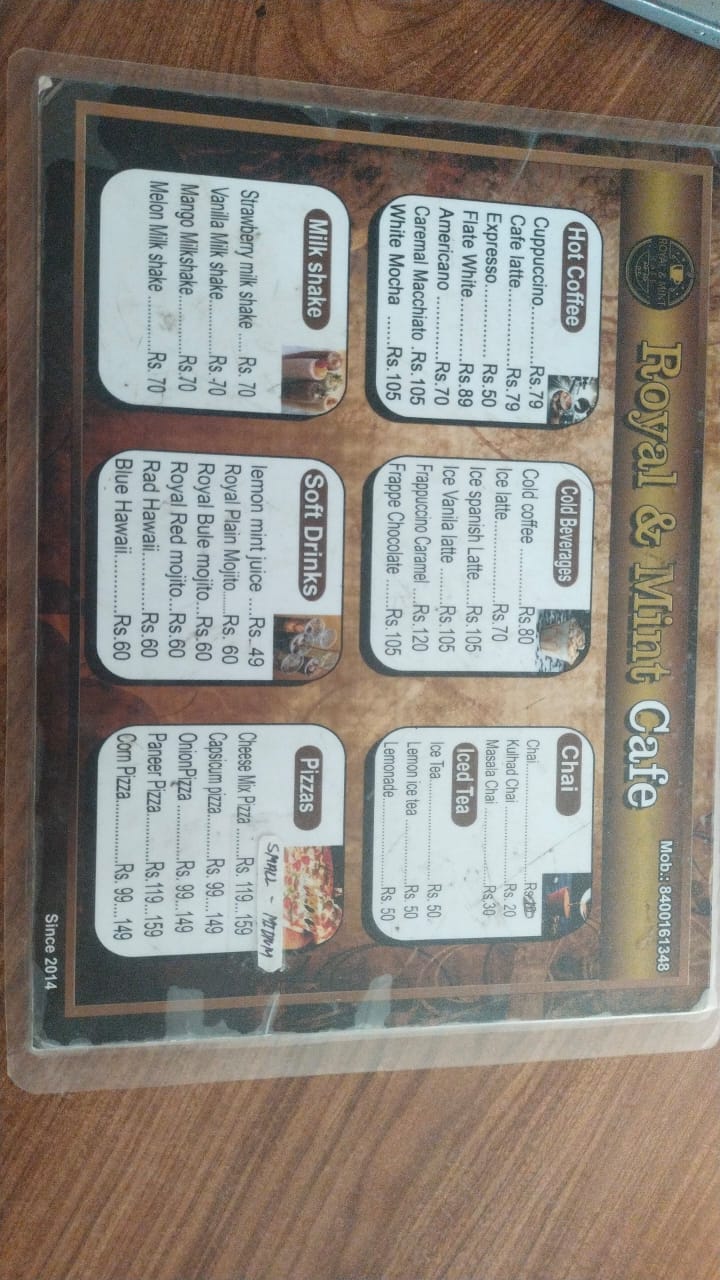 ROYAL & MINT
CAFE
Royal & Mint Cafe
Mob.: 8400161348
Hot Coffee
Cuppuccino..........Rs.79
Cafe latte..............Rs.79
Expresso.............. Rs.50
Flate White...........Rs.89
Americano ...........Rs.70
Caremal Macchiato .Rs. 105
White Mocha ......Rs. 105
Cold Beverages
Cold coffee ............Rs.80
Ice latte..................Rs.70
Ice spanish Latte.....Rs. 105
Ice Vanila latte .......Rs. 105
Frappuccino Caramel ...Rs.120
Frappe Chocolate ......Rs.105
Chai
Chai..........................Rs.
Kulhad Chai ................Rs. 20
Masala Chai ................Rs.30
Iced Tea
Ice Tea........................Rs. 50
Lemon ice tea ..............Rs. 50
Lemonade ...................Rs. 50
Milk shake
Strawberry milk shake .....Rs. 70
Vanilla Milk shake...........Rs .70
Mango Milkshake............Rs.70
Melon Milk shake ............Rs. 70
Soft Drinks
lemon mint juice ....Rs. 49
Royal Plain Mojito.....Rs. 60
Royal Bule mojito...Rs.60
Royal Red mojito...Rs.60
Rad Hawaii............Rs.60
Blue Hawaii............Rs.60
Pizzas
SMALL - MIDIUM
Cheese Mix Pizza ......Rs. 119....159
Capsicum pizza..........Rs. 99....149
OnionPizza ................Rs. 99....149
Paneer Pizza.............Rs.119...159
Corn Pizza................Rs. 99....149
Since 2014